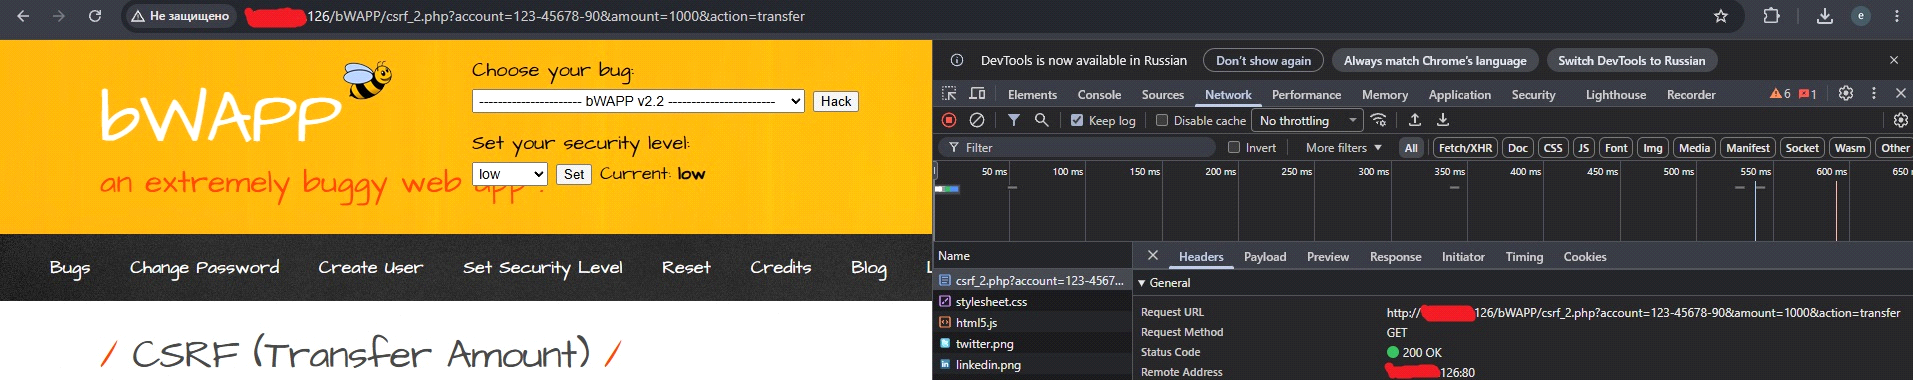 Не защищено 126/bWAPP/csrf_2.php?account=123-45678-90&amount=1000&action=transfer
e
bWAPP
an extremely buggy web app !
Choose your bug:
---------------------- bWAPP v2.2 ----------------------- Hack
Set your security level:
low Set Current: low
Bugs Change Password Create User Set Security Level Reset Credits Blog L
/ CSRF (Transfer Amount) /
DevTools is now available in Russian Don't show again Always match Chrome's language Switch DevTools to Russian
Elements Console Sources Network Performance Memory Application Security Lighthouse Recorder 6 1
Keep log Disable cache No throttling
Filter Invert More filters All Fetch/XHR Doc CSS JS Font Img Media Manifest Socket Wasm Other
50 ms 100 ms 150 ms 200 ms 250 ms 300 ms 350 ms 400 ms 450 ms 500 ms 550 ms 600 ms 650
Name
csrf_2.php?account=123-4567...
stylesheet.css
html5.js
twitter.png
linkedin.png
Headers Payload Preview Response Initiator Timing Cookies
General
Request URL http:// 126/bWAPP/csrf_2.php?account=123-45678-90&amount=1000&action=transfer
Request Method GET
Status Code 200 OK
Remote Address 126:80